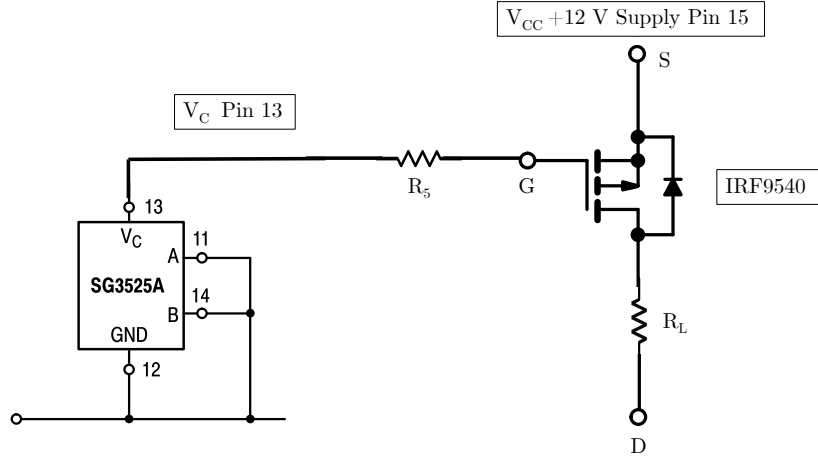 V_CC +12 V Supply Pin 15
S
V_C Pin 13
R_5
G
IRF9540
13
V_C
11
A
SG3525A
14
B
R_L
GND
12
D